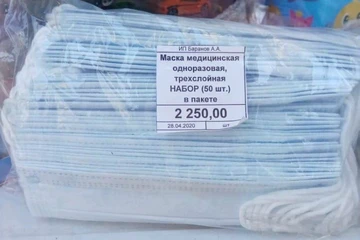 ИП Баранов А.А.
Маска медицинская
одноразовая,
трехслойная
НАБОР (50 шт.)
в пакете
2 250,00
28.04.2020 шт